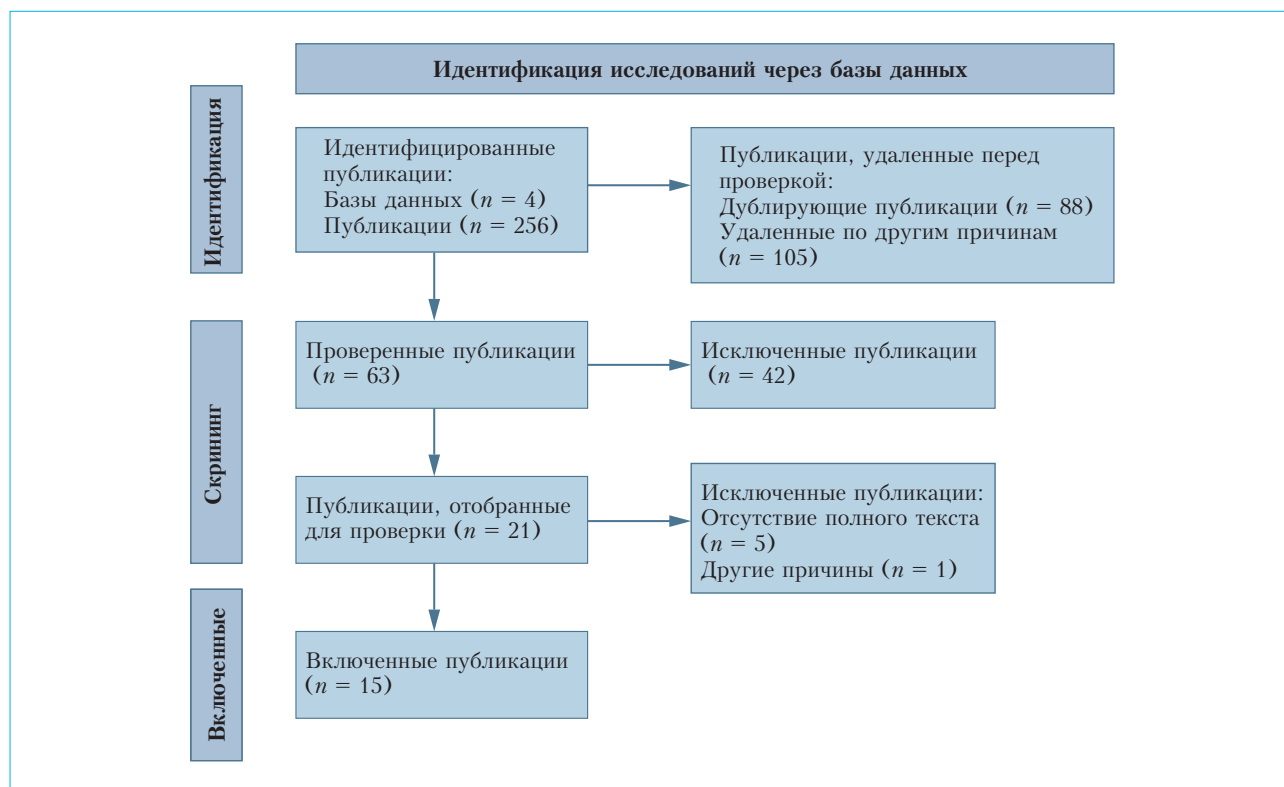 Идентификация исследований через базы данных
Идентификация
Идентифицированные
публикации:
Базы данных (n = 4)
Публикации (n = 256)
Публикации, удаленные перед
проверкой:
Дублирующие публикации (n = 88)
Удаленные по другим причинам
(n = 105)
Скрининг
Проверенные публикации
(n = 63)
Исключенные публикации
(n = 42)
Публикации, отобранные
для проверки (n = 21)
Исключенные публикации:
Отсутствие полного текста
(n = 5)
Другие причины (n = 1)
Включенные
Включенные публикации
(n = 15)